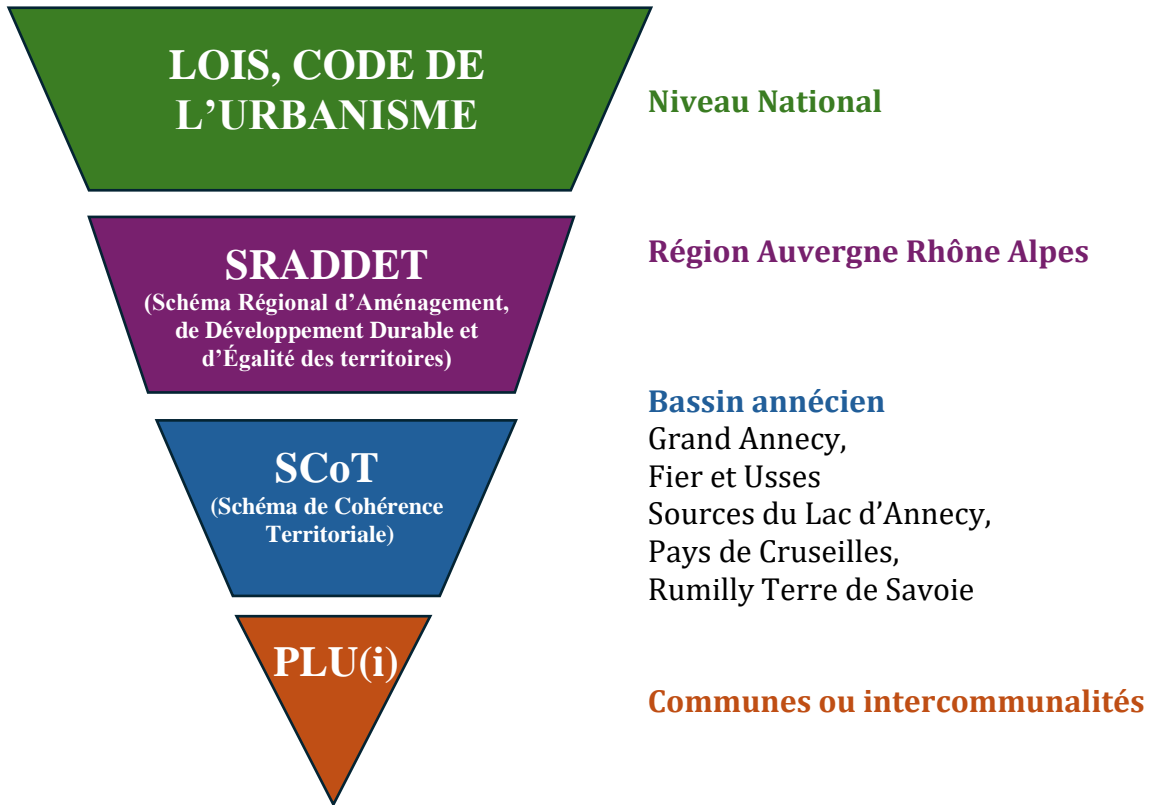 LOIS, CODE DE
L’URBANISME
Niveau National
SRADDET
(Schéma Régional d’Aménagement,
de Développement Durable et
d’Égalité des territoires)
Région Auvergne Rhône Alpes
SCoT
(Schéma de Cohérence
Territoriale)
Bassin annécien
Grand Annecy,
Fier et Usses
Sources du Lac d’Annecy,
Pays de Cruseilles,
Rumilly Terre de Savoie
PLU(i)
Communes ou intercommunalités